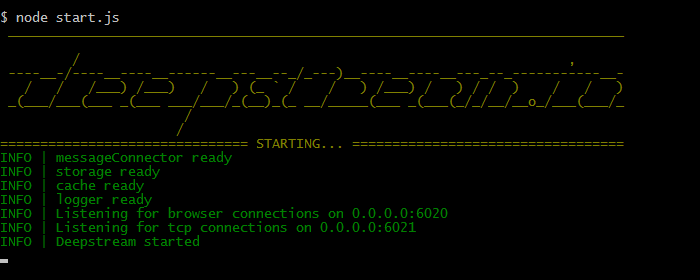 $ node start.js
deepstream.io
============================== STARTING... ==================================
INFO | messageConnector ready
INFO | storage ready
INFO | cache ready
INFO | logger ready
INFO | Listening for browser connections on 0.0.0.0:6020
INFO | Listening for tcp connections on 0.0.0.0:6021
INFO | Deepstream started